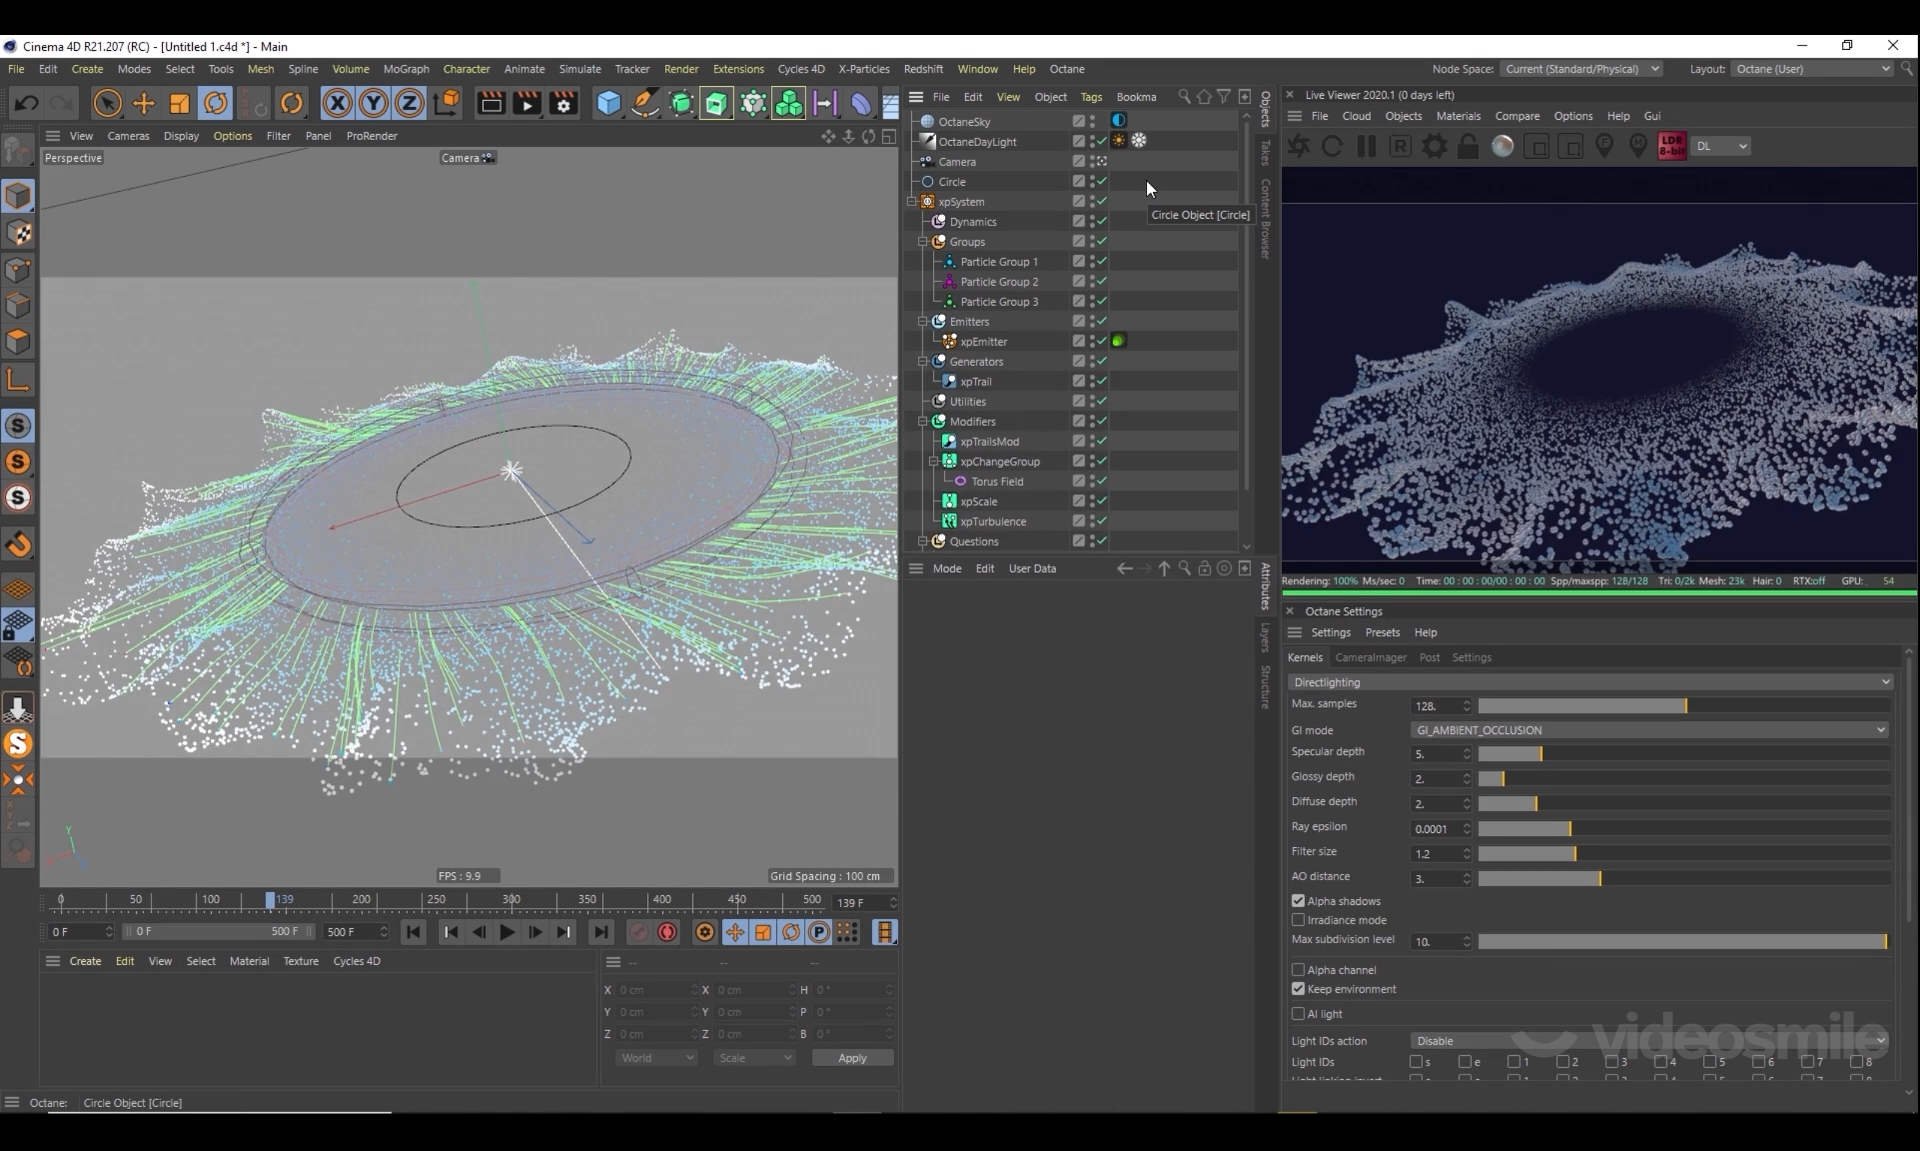 Cinema 4D R21.207 (RC) - [Untitled 1.c4d *] - Main
File Edit Create Modes Select Tools Mesh Spline Volume MoGraph Character Animate Simulate Tracker Render Extensions Cycles 4D X-Particles Redshift Window Help Octane
Node Space: Current (Standard/Physical) Layout: Octane (User)
View Cameras Display Options Filter Panel ProRender
Perspective
Camera
FPS : 9.9
Grid Spacing : 100 cm
0 50 100 139 200 250 300 350 400 450 500 139 F
0 F 0 F 500 F 500 F
Create Edit View Select Material Texture Cycles 4D
-- -- --
X 0 cm X 0 cm H 0 °
Y 0 cm Y 0 cm P 0 °
Z 0 cm Z 0 cm B 0 °
World Scale Apply
Octane: Circle Object [Circle]
File Edit View Object Tags Bookma
OctaneSky
OctaneDayLight
Camera
Circle
xpSystem
Circle Object [Circle]
Dynamics
Groups
Particle Group 1
Particle Group 2
Particle Group 3
Emitters
xpEmitter
Generators
xpTrail
Utilities
Modifiers
xpTrailsMod
xpChangeGroup
Torus Field
xpScale
xpTurbulence
Questions
Mode Edit User Data
Objects
Takes
Content Browser
Attributes
Layers
Structure
Live Viewer 2020.1 (0 days left)
File Cloud Objects Materials Compare Options Help Gui
LDR 8-bit DL
Rendering: 100% Ms/sec: 0 Time: 00 : 00 : 00/00 : 00 : 00 Spp/maxspp: 128/128 Tri: 0/2k Mesh: 23k Hair: 0 RTX:off GPU: 54
Octane Settings
Settings Presets Help
Kernels CameraImager Post Settings
Directlighting
Max. samples 128.
GI mode GI_AMBIENT_OCCLUSION
Specular depth 5.
Glossy depth 2.
Diffuse depth 2.
Ray epsilon 0.0001
Filter size 1.2
AO distance 3.
Alpha shadows
Irradiance mode
Max subdivision level 10.
Alpha channel
Keep environment
AI light
Light IDs action Disable
Light IDs s e 1 2 3 4 5 6 7 8
videosmile